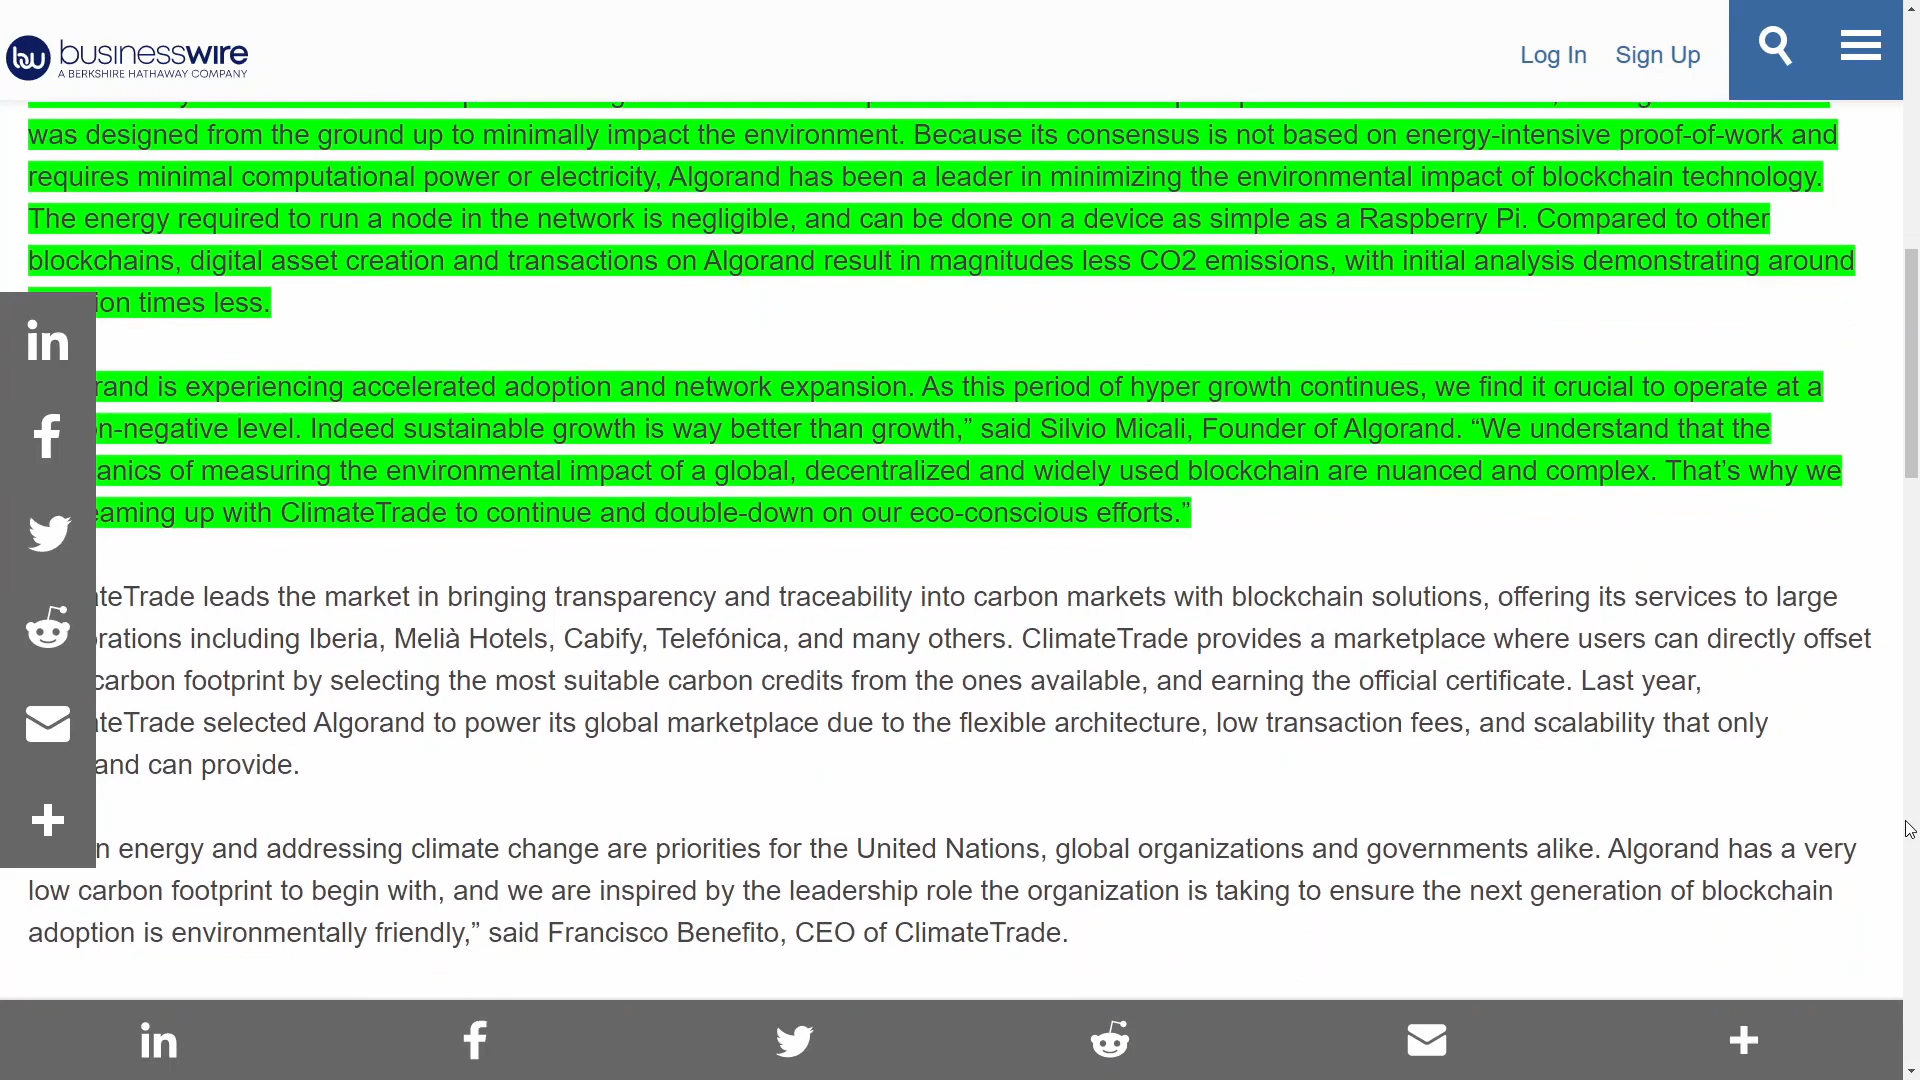 businesswire
A BERKSHIRE HATHAWAY COMPANY
Log In Sign Up
was designed from the ground up to minimally impact the environment. Because its consensus is not based on energy-intensive proof-of-work and
requires minimal computational power or electricity, Algorand has been a leader in minimizing the environmental impact of blockchain technology.
The energy required to run a node in the network is negligible, and can be done on a device as simple as a Raspberry Pi. Compared to other
blockchains, digital asset creation and transactions on Algorand result in magnitudes less CO2 emissions, with initial analysis demonstrating around
times less.
is experiencing accelerated adoption and network expansion. As this period of hyper growth continues, we find it crucial to operate at a
-negative level. Indeed sustainable growth is way better than growth,” said Silvio Micali, Founder of Algorand. “We understand that the
of measuring the environmental impact of a global, decentralized and widely used blockchain are nuanced and complex. That’s why we
up with ClimateTrade to continue and double-down on our eco-conscious efforts.”
leads the market in bringing transparency and traceability into carbon markets with blockchain solutions, offering its services to large
including Iberia, Melià Hotels, Cabify, Telefónica, and many others. ClimateTrade provides a marketplace where users can directly offset
carbon footprint by selecting the most suitable carbon credits from the ones available, and earning the official certificate. Last year,
selected Algorand to power its global marketplace due to the flexible architecture, low transaction fees, and scalability that only
can provide.
energy and addressing climate change are priorities for the United Nations, global organizations and governments alike. Algorand has a very
low carbon footprint to begin with, and we are inspired by the leadership role the organization is taking to ensure the next generation of blockchain
adoption is environmentally friendly,” said Francisco Benefito, CEO of ClimateTrade.